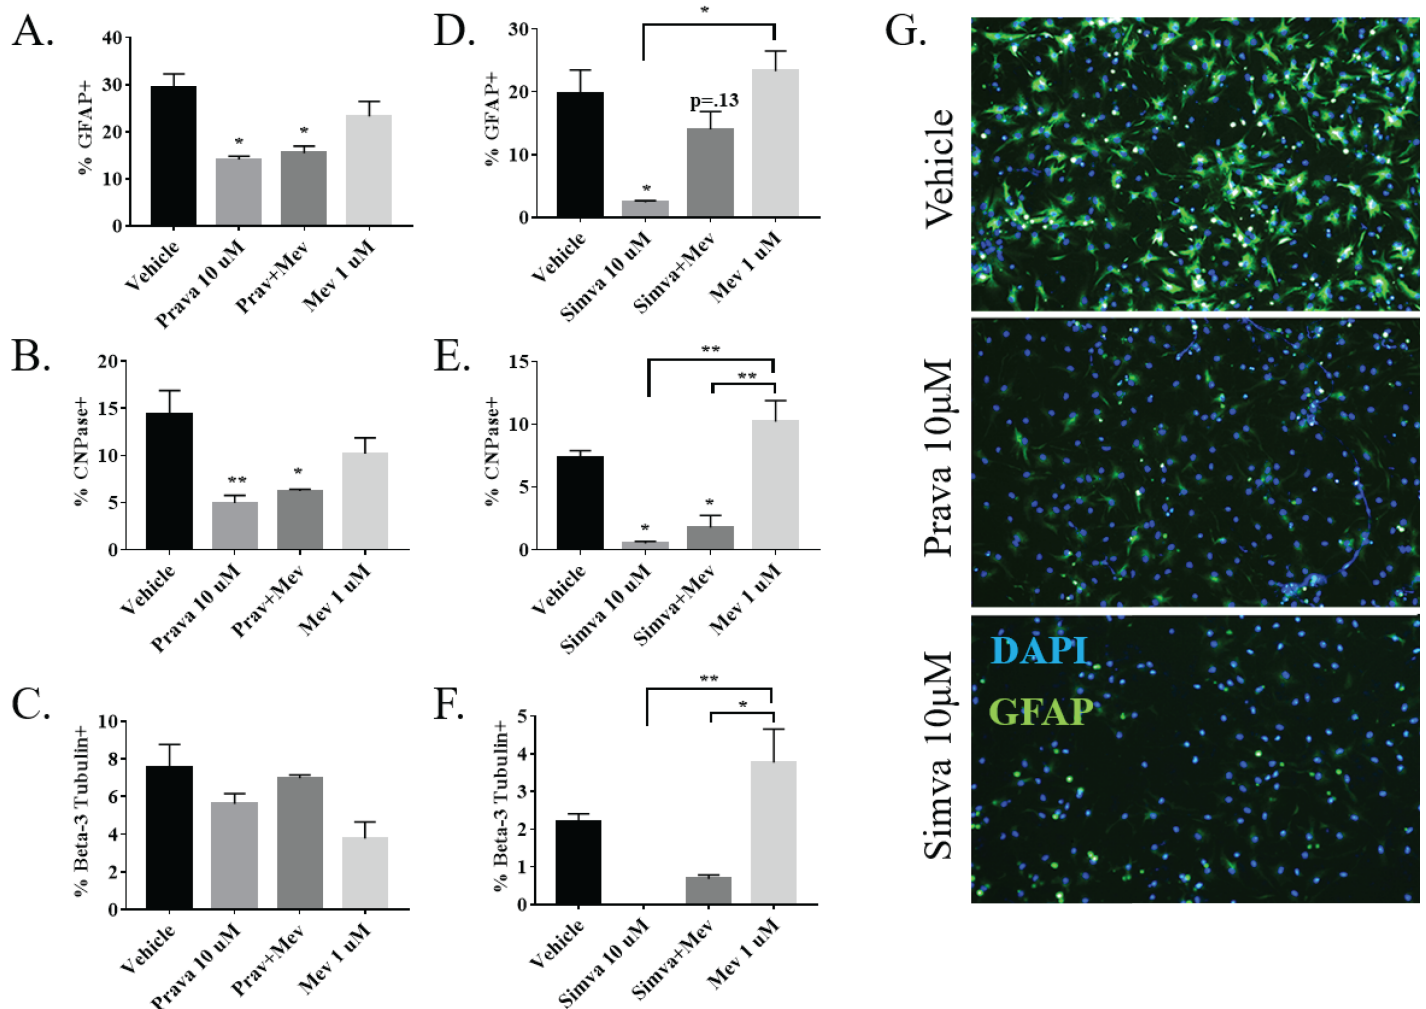 A.
% GFAP+
40
30
20
10
0
*
*
Vehicle
Prava 10 uM
Prav+Mev
Mev 1 uM
B.
% CNPase+
20
15
10
5
0
**
*
Vehicle
Prava 10 uM
Prav+Mev
Mev 1 uM
C.
% Beta-3 Tubulin+
10
8
6
4
2
0
Vehicle
Prava 10 uM
Prav+Mev
Mev 1 uM
D.
% GFAP+
30
20
10
0
*
p=.13
*
Vehicle
Simva 10 uM
Simva+Mev
Mev 1 uM
E.
% CNPase+
15
10
5
0
**
**
*
*
Vehicle
Simva 10 uM
Simva+Mev
Mev 1 uM
F.
% Beta-3 Tubulin+
5
4
3
2
1
0
**
*
Vehicle
Simva 10 uM
Simva+Mev
Mev 1 uM
G.
Vehicle
Prava 10µM
Simva 10µM
DAPI
GFAP